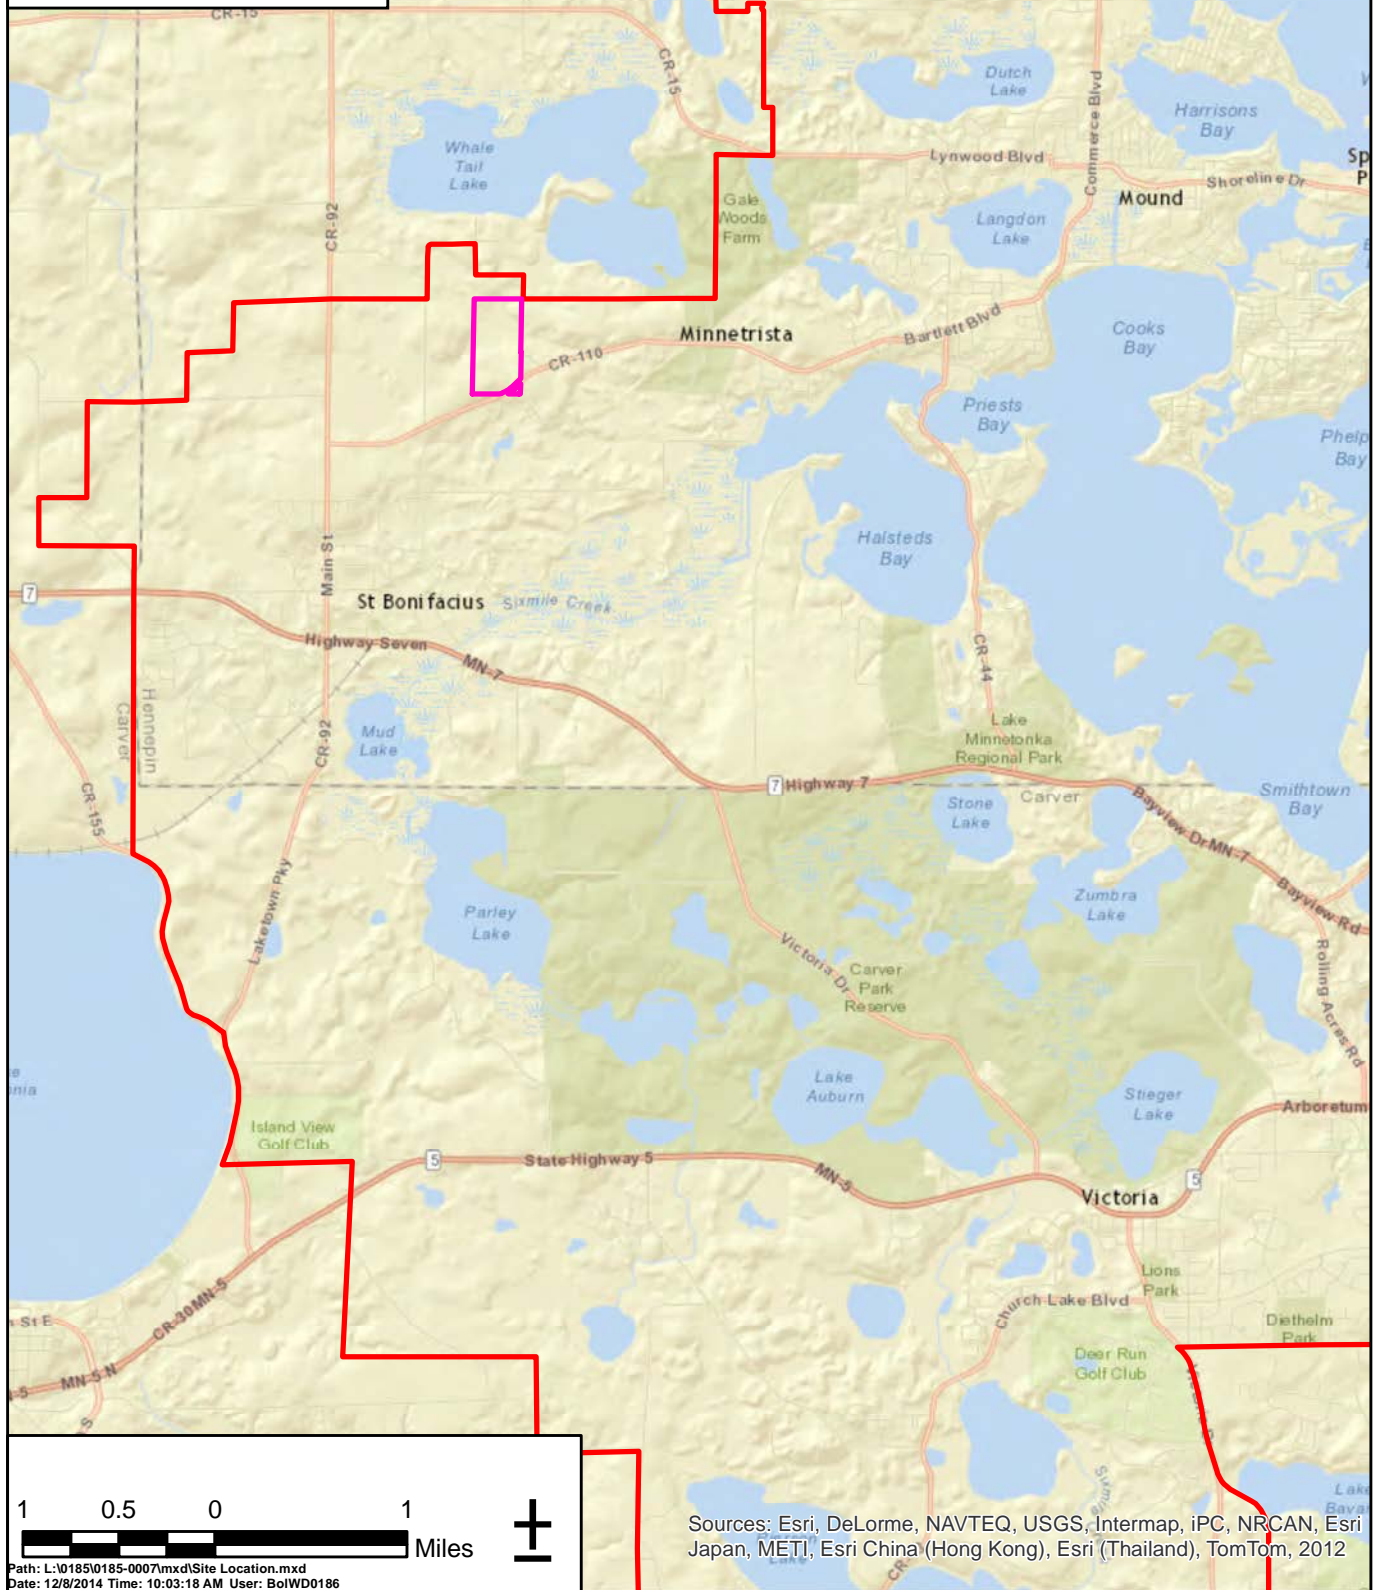 CR-15
CR-15
Dutch
Lake
Commerce Blvd
Harrisons
Bay
Whale
Tail
Lake
Lynwood Blvd
Sp
P
Shoreline Dr
Mound
CR-92
Gale
Woods
Farm
Langdon
Lake
Minnetrista
Bartlett Blvd
Cooks
Bay
CR-110
Priests
Bay
Phelp
Bay
Halsteds
Bay
Main St
7
St Bonifacius
Sixmile Creek
Highway Seven
MN-7
CR-44
Hennepin
Carver
Mud
Lake
CR-92
Lake
Minnetonka
Regional Park
7
Highway 7
Carver
Stone
Lake
Smithtown
Bay
CR-155
Bayview Dr
MN-7
Bayview Rd
Zumbra
Lake
Laketown Pky
Parley
Lake
Victoria Dr
Carver
Park
Reserve
Rolling Acres Rd
Lake
Auburn
Stieger
Lake
Arboretum
Island View
Golf Club
5
State Highway 5
MN-5
5
Victoria
Lions
Park
CR-30
MN-5
Church Lake Blvd
St E
Diethelm
Park
Deer Run
Golf Club
MN-5 N
Lake
Bava
1 0.5 0 1
Miles
Sources: Esri, DeLorme, NAVTEQ, USGS, Intermap, iPC, NRCAN, Esri
Japan, METI, Esri China (Hong Kong), Esri (Thailand), TomTom, 2012
Path: L:\0185\0185-0007\mxd\Site Location.mxd
Date: 12/8/2014 Time: 10:03:18 AM User: BolWD0186